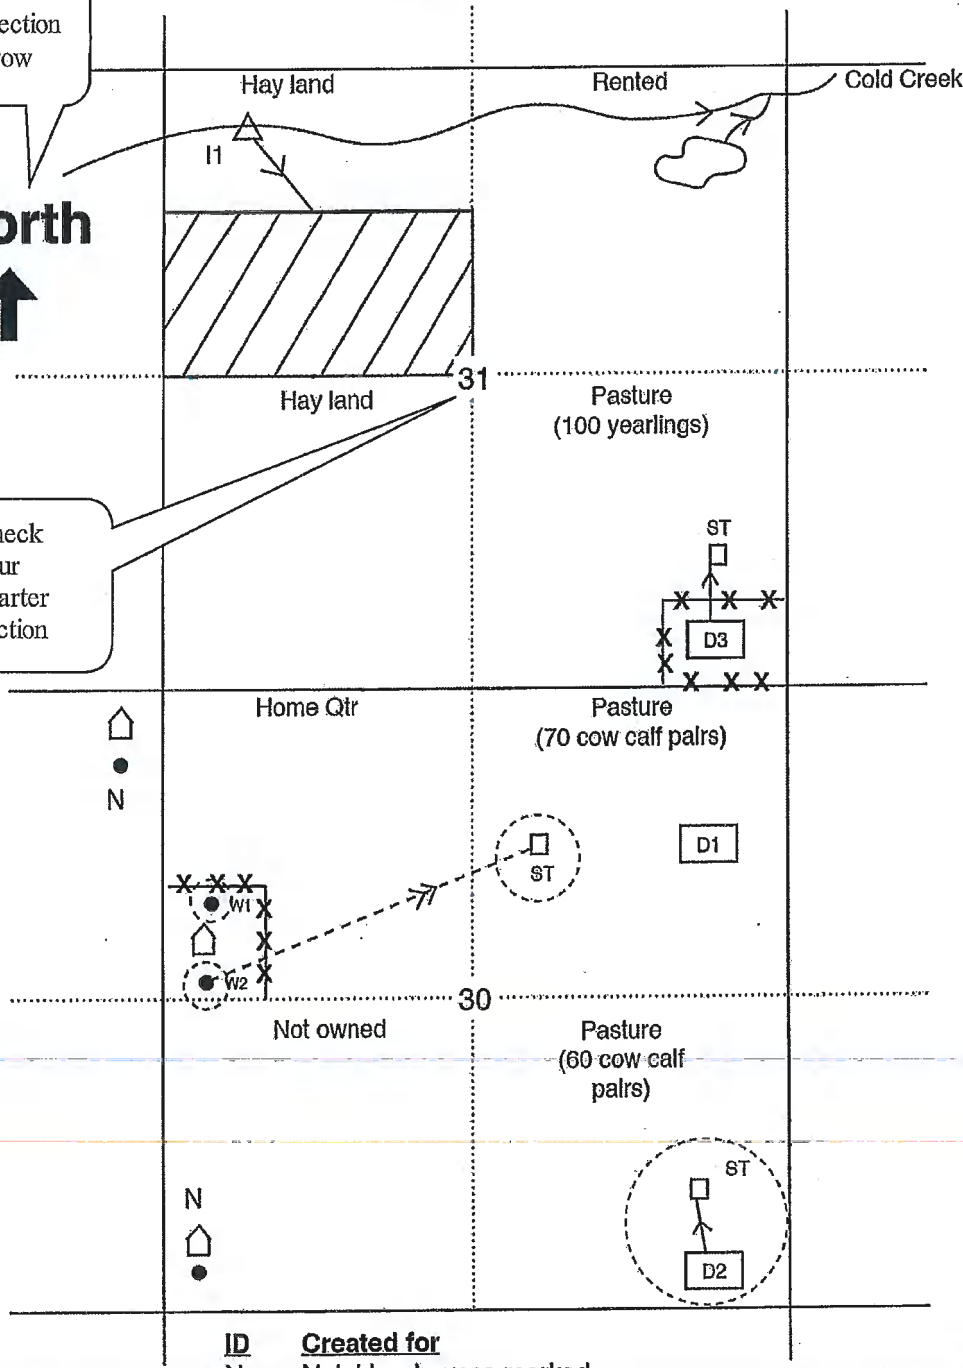 ection
row
Hay land
Rented
Cold Creek
I1
orth
31
Hay land
Pasture
(100 yearlings)
neck
ur
arter
ction
ST
X X X
X
D3
X
X X X
Home Qtr
Pasture
(70 cow calf pairs)
N
D1
ST
X X X
W1
X
X
W2
X
30
Not owned
Pasture
(60 cow calf
pairs)
ST
N
D2
ID Created for